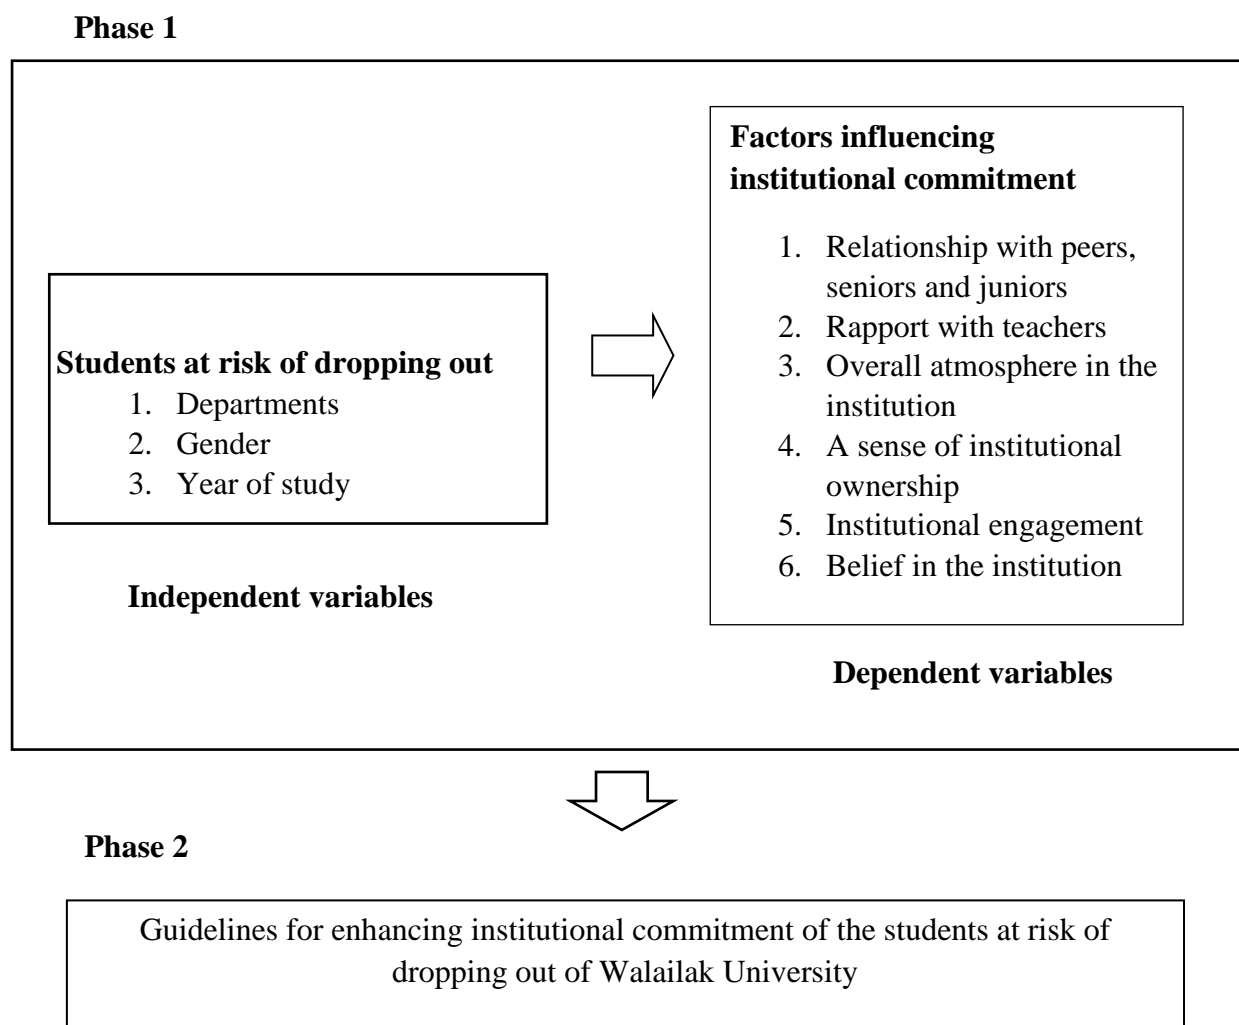 Phase 1
Students at risk of dropping out
1. Departments
2. Gender
3. Year of study
Independent variables
Factors influencing
institutional commitment
1. Relationship with peers,
seniors and juniors
2. Rapport with teachers
3. Overall atmosphere in the
institution
4. A sense of institutional
ownership
5. Institutional engagement
6. Belief in the institution
Dependent variables
Phase 2
Guidelines for enhancing institutional commitment of the students at risk of
dropping out of Walailak University